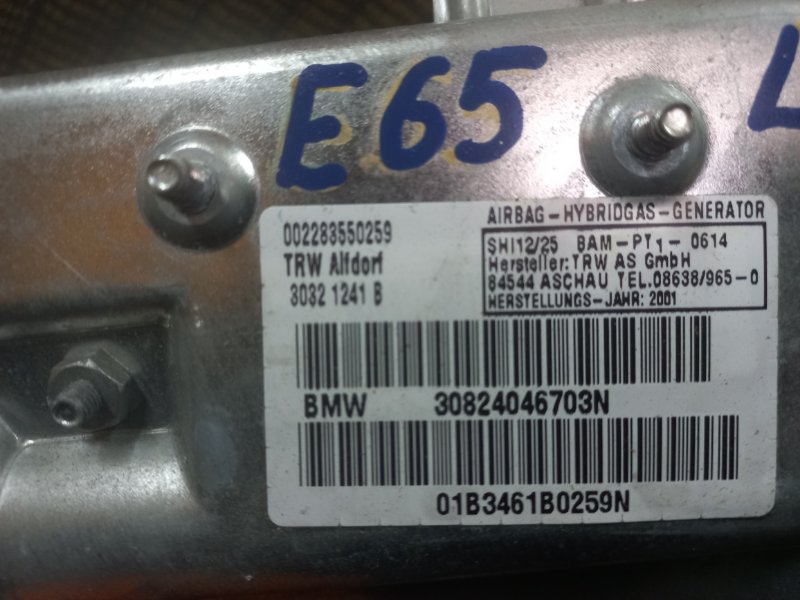 E65
L
002283550259
TRW Alfdorf
3032 1241 B
AIRBAG-HYBRIDGAS-GENERATOR
SHI12/25 BAM-PT1-0614
Hersteller: TRW AS GmbH
84544 ASCHAU TEL.08638/965-0
HERSTELLUNGS-JAHR: 2001
BMW 30824046703N
01B3461B0259N